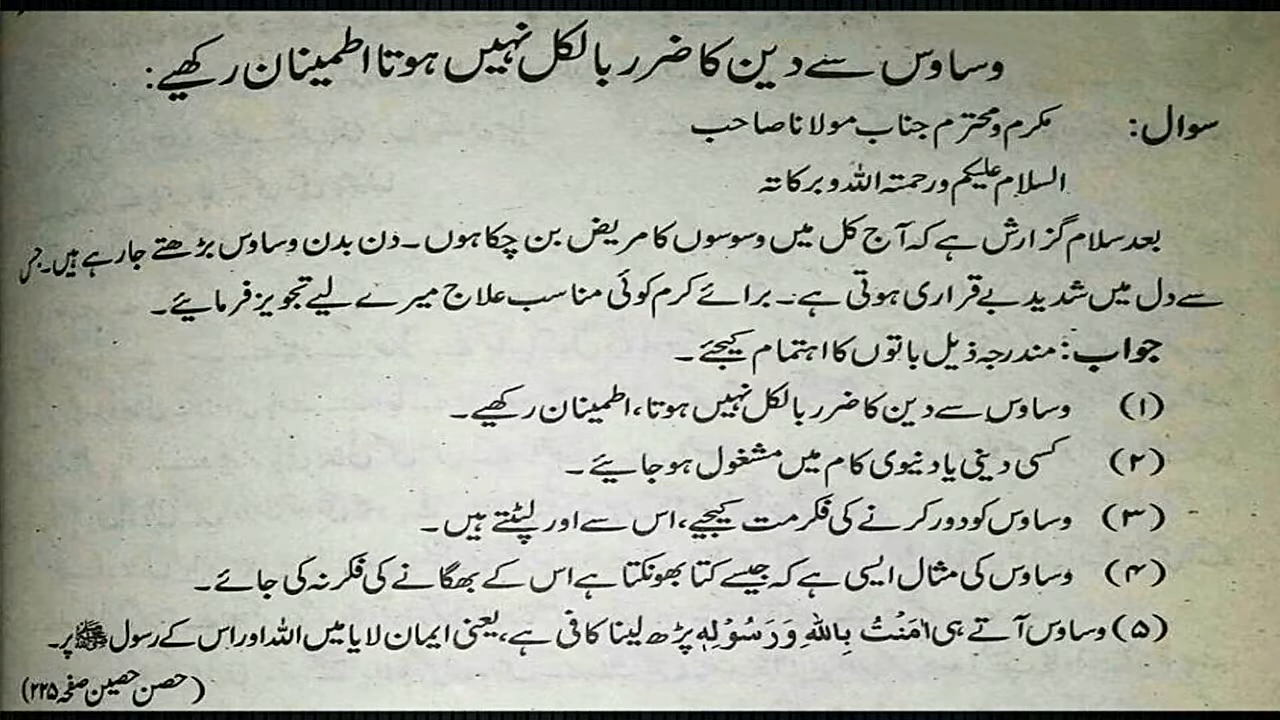 وساوس سے دین کا ضرر بالکل نہیں ہوتا اطمینان رکھیے:
سوال: مکرم و محترم جناب مولانا صاحب
السلام علیکم ورحمتہ اللہ وبرکاتہ
بعد سلام گزارش ہے کہ آج کل میں وسوسوں کا مریض بن چکا ہوں۔ دن بدن وساوس بڑھتے جارہے ہیں۔ جس
سے دل میں شدید بے قراری ہوتی ہے۔ برائے کرم کوئی مناسب علاج میرے لیے تجویز فرمائیے۔
جواب: مندرجہ ذیل باتوں کا اہتمام کیجئے۔
(۱) وساوس سے دین کا ضرر بالکل نہیں ہوتا، اطمینان رکھیے۔
(۲) کسی دینی یا دنیوی کام میں مشغول ہوجائیے۔
(۳) وساوس کو دور کرنے کی فکر مت کیجیے، اس سے اور لپٹتے ہیں۔
(۴) وساوس کی مثال ایسی ہے کہ جیسے کتا بھونکتا ہے اس کے بھگانے کی فکر نہ کی جائے۔
(۵) وساوس آتے ہی اٰمَنْتُ بِاللهِ وَرَسُوْلِهٖ پڑھ لینا کافی ہے، یعنی ایمان لایا میں اللہ اور اس کے رسول ﷺ پر۔
(حصن حصین صفحہ ۲۲۵)